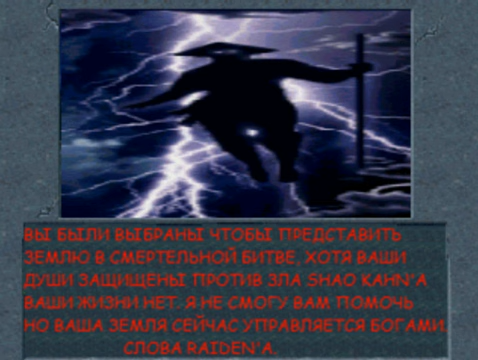 ВЫ БЫЛИ ВЫБРАНЫ ЧТОБЫ ПРЕДСТАВИТЬ
ЗЕМЛЮ В СМЕРТЕЛЬНОЙ БИТВЕ, ХОТЯ ВАШИ
ДУШИ ЗАЩИЩЕНЫ ПРОТИВ ЗЛА SHAO KAHN'А
ВАШИ ЖИЗНИ НЕТ. Я НЕ СМОГУ ВАМ ПОМОЧЬ
НО ВАША ЗЕМЛЯ СЕЙЧАС УПРАВЛЯЕТСЯ БОГАМИ.
СЛОВА RAIDEN'А.